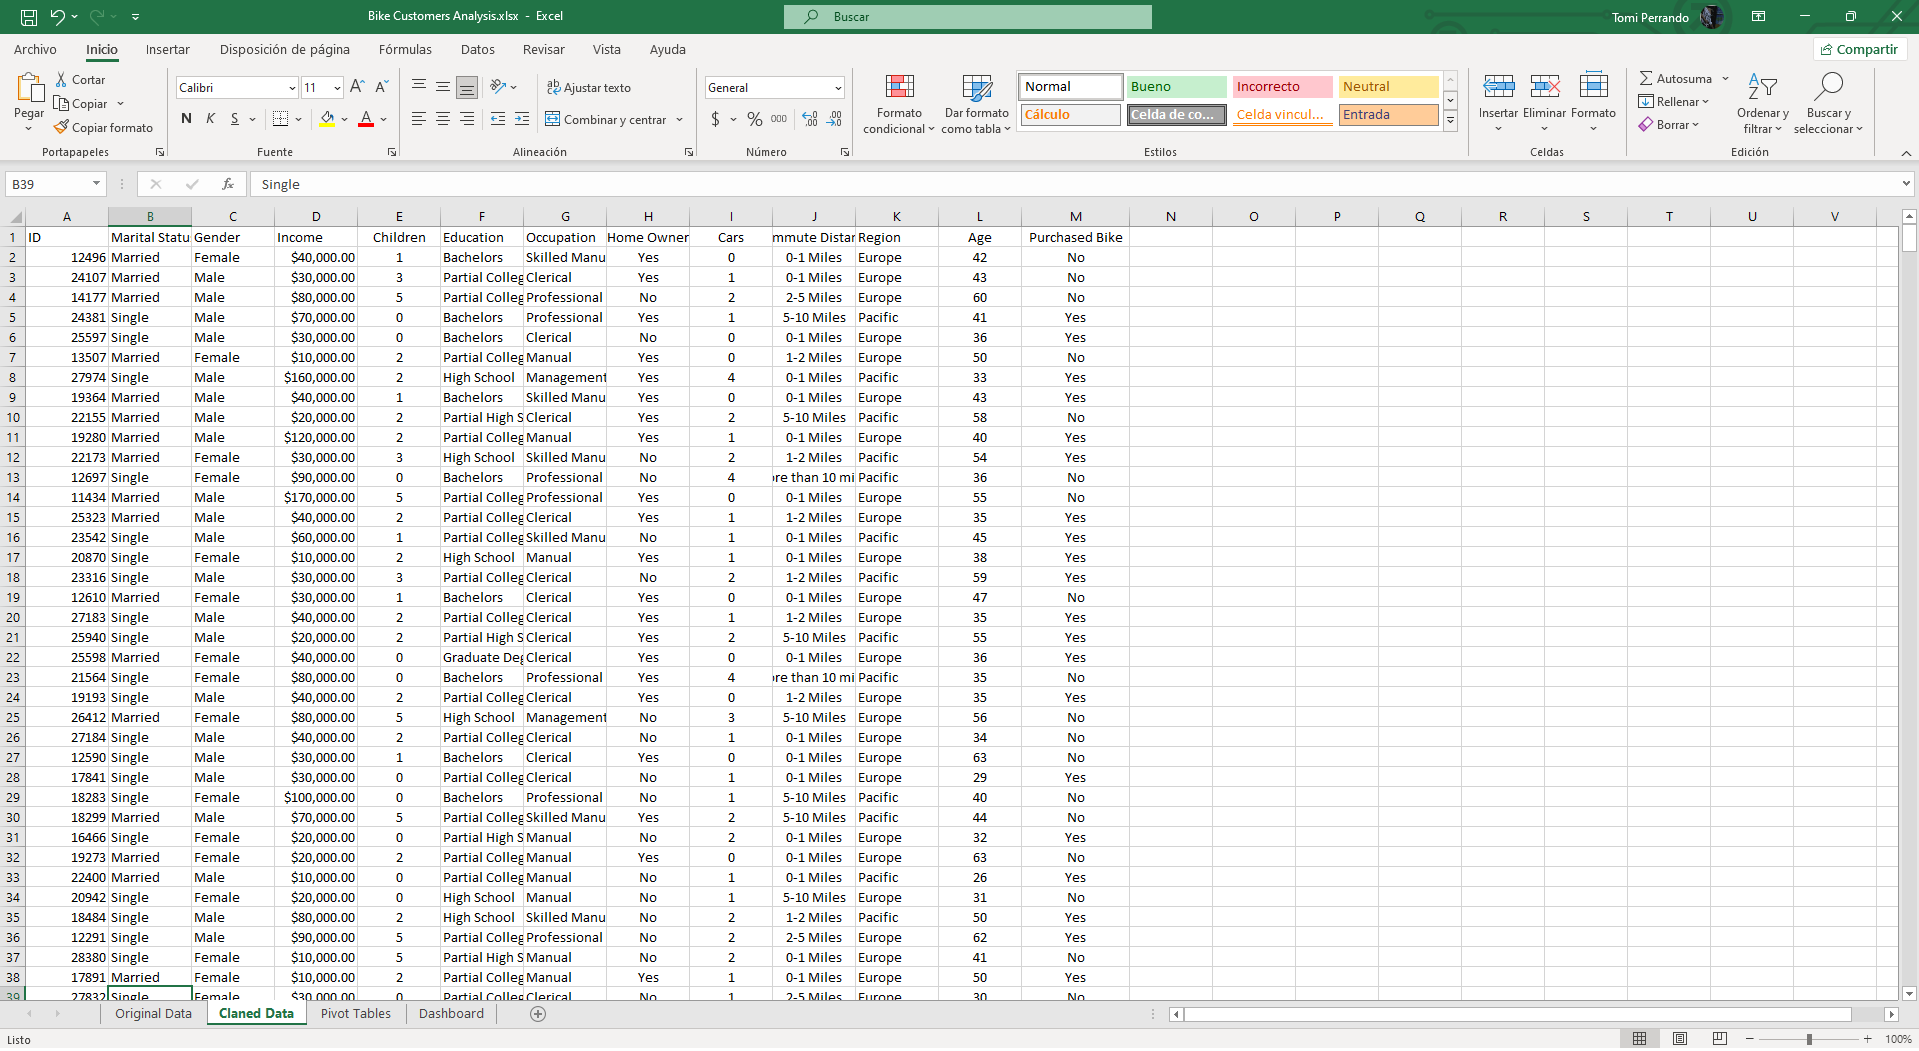 Bike Customers Analysis.xlsx - Excel
Buscar
Tomi Perrando
Archivo Inicio Insertar Disposición de página Fórmulas Datos Revisar Vista Ayuda
Compartir
Pegar
Cortar
Copiar
Copiar formato
Portapapeles
Calibri 11
N K S
Fuente
Ajustar texto
Combinar y centrar
Alineación
General
$ % 000
Número
Formato condicional
Dar formato como tabla
Normal Bueno Incorrecto Neutral
Cálculo Celda de co... Celda vincul... Entrada
Estilos
Insertar Eliminar Formato
Celdas
Autosuma
Rellenar
Borrar
Ordenar y filtrar
Buscar y seleccionar
Edición
B39 fx Single
A B C D E F G H I J K L M N O P Q R S T U V
1 ID Marital Statu Gender Income Children Education Occupation Home Owner Cars mmute Distar Region Age Purchased Bike
2 12496 Married Female $40,000.00 1 Bachelors Skilled Manu Yes 0 0-1 Miles Europe 42 No
3 24107 Married Male $30,000.00 3 Partial Colleg Clerical Yes 1 0-1 Miles Europe 43 No
4 14177 Married Male $80,000.00 5 Partial Colleg Professional No 2 2-5 Miles Europe 60 No
5 24381 Single Male $70,000.00 0 Bachelors Professional Yes 1 5-10 Miles Pacific 41 Yes
6 25597 Single Male $30,000.00 0 Bachelors Clerical No 0 0-1 Miles Europe 36 Yes
7 13507 Married Female $10,000.00 2 Partial Colleg Manual Yes 0 1-2 Miles Europe 50 No
8 27974 Single Male $160,000.00 2 High School Management Yes 4 0-1 Miles Pacific 33 Yes
9 19364 Married Male $40,000.00 1 Bachelors Skilled Manu Yes 0 0-1 Miles Europe 43 Yes
10 22155 Married Male $20,000.00 2 Partial High S Clerical Yes 2 5-10 Miles Pacific 58 No
11 19280 Married Male $120,000.00 2 Partial Colleg Manual Yes 1 0-1 Miles Europe 40 Yes
12 22173 Married Female $30,000.00 3 High School Skilled Manu No 2 1-2 Miles Pacific 54 Yes
13 12697 Single Female $90,000.00 0 Bachelors Professional No 4 ore than 10 mi Pacific 36 No
14 11434 Married Male $170,000.00 5 Partial Colleg Professional Yes 0 0-1 Miles Europe 55 No
15 25323 Married Male $40,000.00 2 Partial Colleg Clerical Yes 1 1-2 Miles Europe 35 Yes
16 23542 Single Male $60,000.00 1 Partial Colleg Skilled Manu No 1 0-1 Miles Pacific 45 Yes
17 20870 Single Female $10,000.00 2 High School Manual Yes 1 0-1 Miles Europe 38 Yes
18 23316 Single Male $30,000.00 3 Partial Colleg Clerical No 2 1-2 Miles Pacific 59 Yes
19 12610 Married Female $30,000.00 1 Bachelors Clerical Yes 0 0-1 Miles Europe 47 No
20 27183 Single Male $40,000.00 2 Partial Colleg Clerical Yes 1 1-2 Miles Europe 35 Yes
21 25940 Single Male $20,000.00 2 Partial High S Clerical Yes 2 5-10 Miles Pacific 55 Yes
22 25598 Married Female $40,000.00 0 Graduate Deg Clerical Yes 0 0-1 Miles Europe 36 Yes
23 21564 Single Female $80,000.00 0 Bachelors Professional Yes 4 ore than 10 mi Pacific 35 No
24 19193 Single Male $40,000.00 2 Partial Colleg Clerical Yes 0 1-2 Miles Europe 35 Yes
25 26412 Married Female $80,000.00 5 High School Management No 3 5-10 Miles Europe 56 No
26 27184 Single Male $40,000.00 2 Partial Colleg Clerical No 1 0-1 Miles Europe 34 No
27 12590 Single Male $30,000.00 1 Bachelors Clerical Yes 0 0-1 Miles Europe 63 No
28 17841 Single Male $30,000.00 0 Partial Colleg Clerical No 1 0-1 Miles Europe 29 Yes
29 18283 Single Female $100,000.00 0 Bachelors Professional No 1 5-10 Miles Pacific 40 No
30 18299 Married Male $70,000.00 5 Partial Colleg Skilled Manu Yes 2 5-10 Miles Pacific 44 No
31 16466 Single Female $20,000.00 0 Partial High S Manual No 2 0-1 Miles Europe 32 Yes
32 19273 Married Female $20,000.00 2 Partial Colleg Manual Yes 0 0-1 Miles Europe 63 No
33 22400 Married Male $10,000.00 0 Partial Colleg Manual No 1 0-1 Miles Pacific 26 Yes
34 20942 Single Female $20,000.00 0 High School Manual No 1 5-10 Miles Europe 31 No
35 18484 Single Male $80,000.00 2 High School Skilled Manu No 2 1-2 Miles Pacific 50 Yes
36 12291 Single Male $90,000.00 5 Partial Colleg Professional No 2 2-5 Miles Europe 62 Yes
37 28380 Single Female $10,000.00 5 Partial High S Manual No 2 0-1 Miles Europe 41 No
38 17891 Married Female $10,000.00 2 Partial Colleg Manual Yes 1 0-1 Miles Europe 50 Yes
39 27832 Single Female $30,000.00 0 Partial Colleg Clerical No 1 2-5 Miles Europe 30 No
Original Data Claned Data Pivot Tables Dashboard
Listo 100%